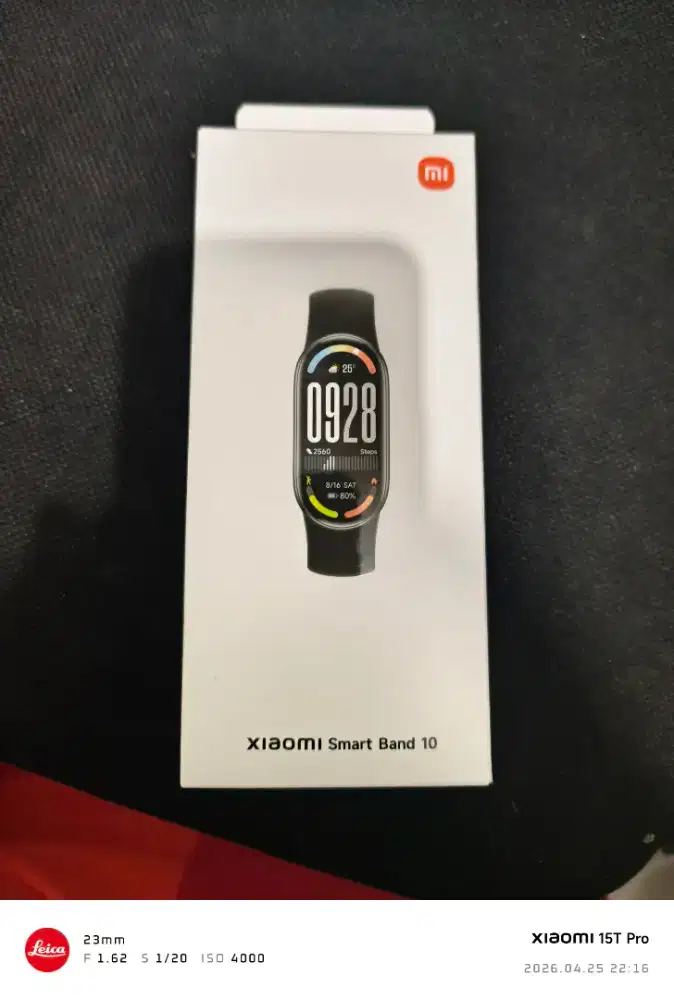 mi
25°
0928
2560 Steps
8/16 SAT
80%
xiaomi Smart Band 10
Leica
23mm
F 1.62 S 1/20 ISO 4000
xiaomi 15T Pro
2026.04.25 22:16